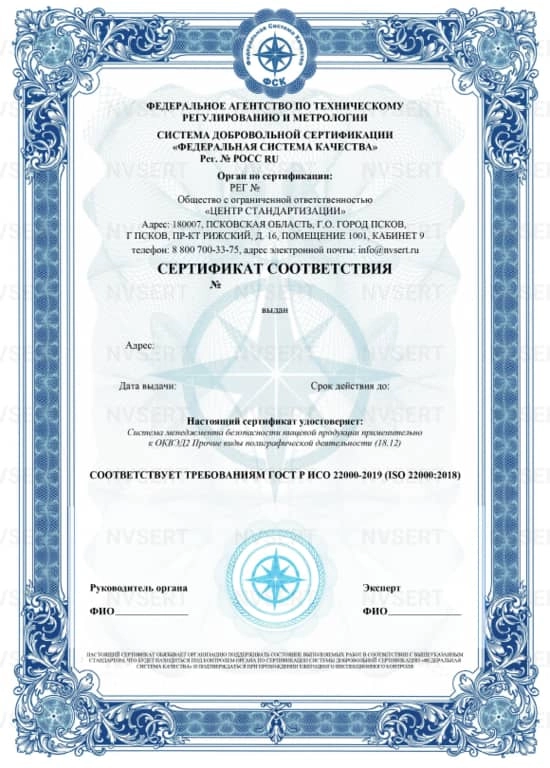 Федеральная Система Качества
ФСК
ФЕДЕРАЛЬНОЕ АГЕНТСТВО ПО ТЕХНИЧЕСКОМУ
РЕГУЛИРОВАНИЮ И МЕТРОЛОГИИ
СИСТЕМА ДОБРОВОЛЬНОЙ СЕРТИФИКАЦИИ
«ФЕДЕРАЛЬНАЯ СИСТЕМА КАЧЕСТВА»
Рег. № РОСС RU
Орган по сертификации:
РЕГ №
Общество с ограниченной ответственностью
«ЦЕНТР СТАНДАРТИЗАЦИИ»
Адрес: 180007, ПСКОВСКАЯ ОБЛАСТЬ, Г.О. ГОРОД ПСКОВ,
Г ПСКОВ, ПР-КТ РИЖСКИЙ, Д. 16, ПОМЕЩЕНИЕ 1001, КАБИНЕТ 9
телефон: 8 800 700-33-75, адрес электронной почты: info@nvsert.ru
СЕРТИФИКАТ СООТВЕТСТВИЯ
№
выдан
Адрес:
Дата выдачи: Срок действия до:
Настоящий сертификат удостоверяет:
Система менеджмента безопасности пищевой продукции применительно
к ОКВЭД2 Прочие виды полиграфической деятельности (18.12)
СООТВЕТСТВУЕТ ТРЕБОВАНИЯМ ГОСТ Р ИСО 22000-2019 (ISO 22000:2018)
Руководитель органа Эксперт
ФИО_______________ ФИО_______________
НАСТОЯЩИЙ СЕРТИФИКАТ ОБЯЗЫВАЕТ ОРГАНИЗАЦИЮ ПОДДЕРЖИВАТЬ СОСТОЯНИЕ ВЫПОЛНЯЕМЫХ РАБОТ В СООТВЕТСТВИИ С ВЫШЕУКАЗАННЫМ
СТАНДАРТОМ, ЧТО БУДЕТ НАХОДИТЬСЯ ПОД КОНТРОЛЕМ ОРГАНА ПО СЕРТИФИКАЦИИ СИСТЕМЫ ДОБРОВОЛЬНОЙ СЕРТИФИКАЦИИ «ФЕДЕРАЛЬНАЯ
СИСТЕМА КАЧЕСТВА» И ПОДТВЕРЖДАТЬСЯ ПРИ ПРОХОЖДЕНИИ ЕЖЕГОДНОГО ИНСПЕКЦИОННОГО КОНТРОЛЯ
NVSERT